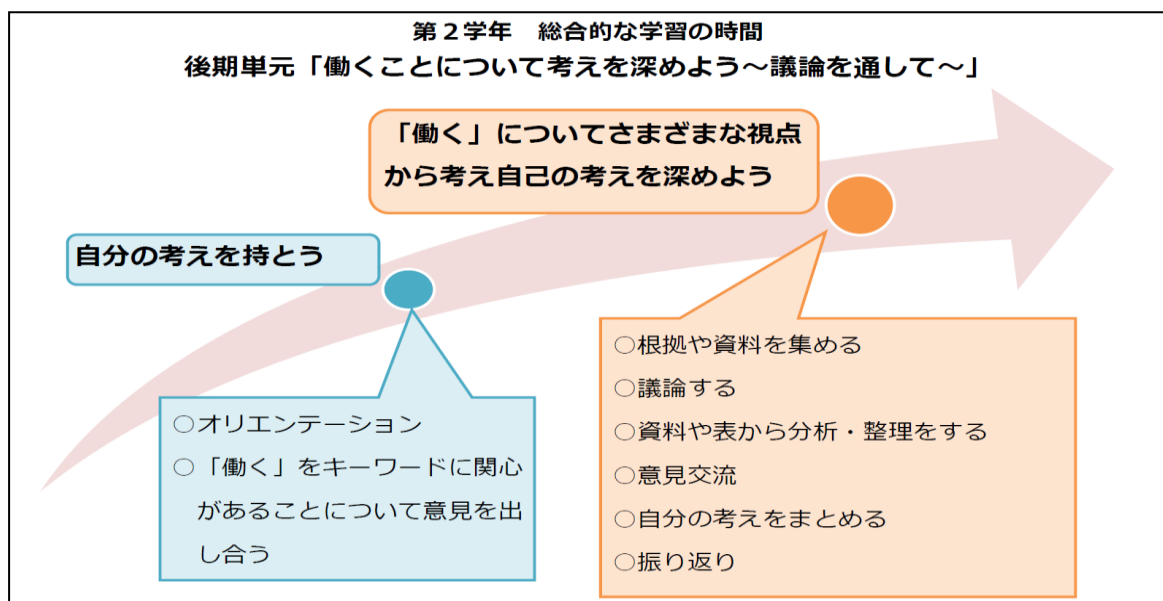 第２学年　総合的な学習の時間
後期単元「働くことについて考えを深めよう～議論を通して～」
「働く」についてさまざまな視点
から考え自己の考えを深めよう
自分の考えを持とう
○オリエンテーション
○「働く」をキーワードに関心
があることについて意見を出
し合う
○根拠や資料を集める
○議論する
○資料や表から分析・整理をする
○意見交流
○自分の考えをまとめる
○振り返り